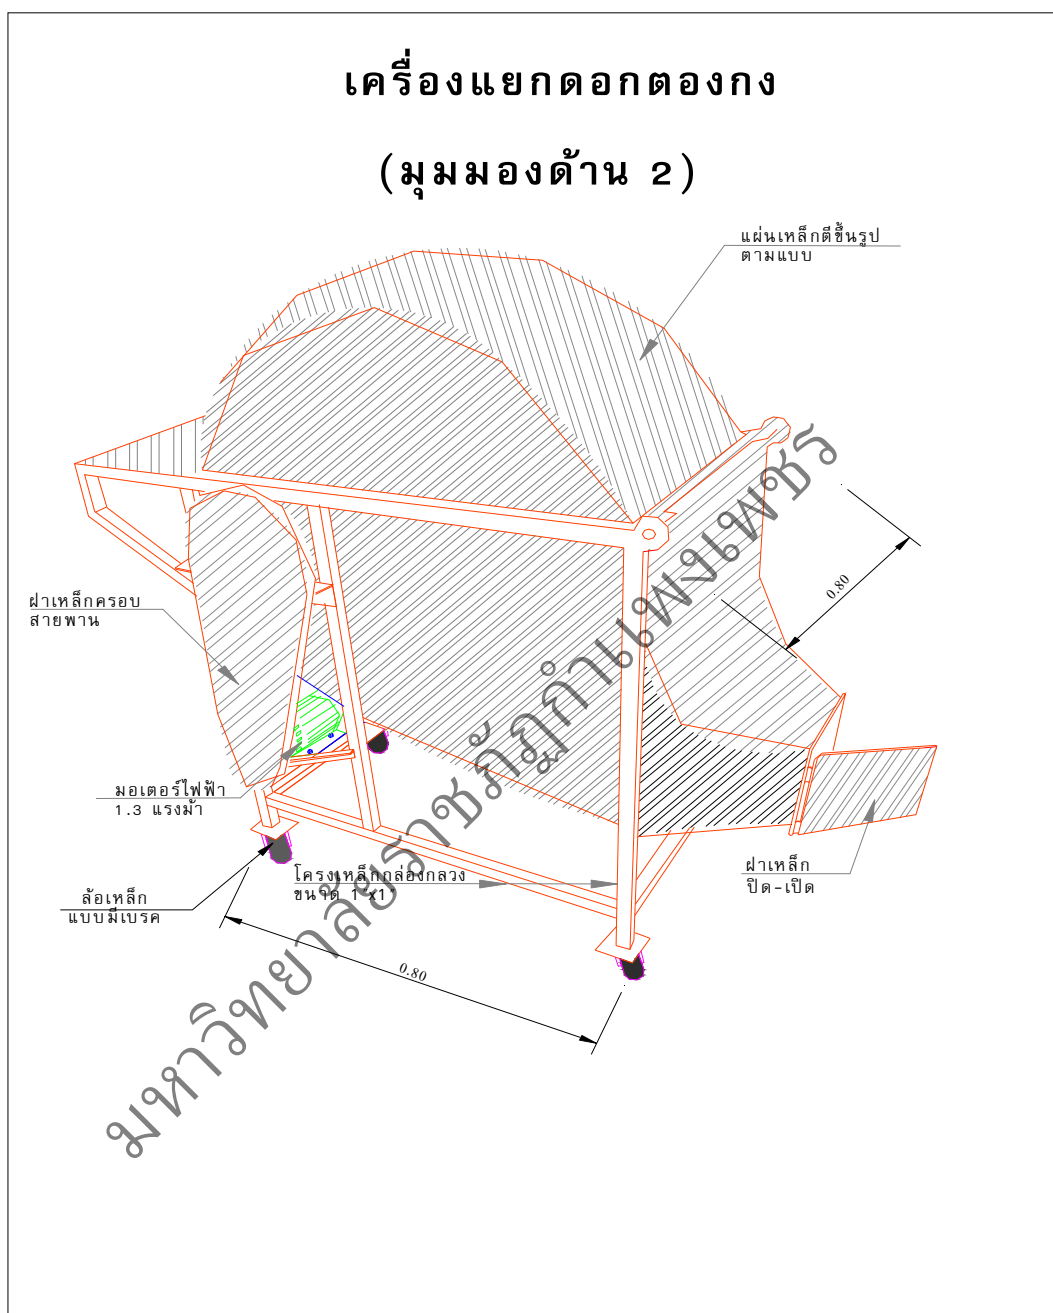 เครื่องแยกดอกตองกง
(มุมมองด้าน 2)
แผ่นเหล็กตีขึ้นรูป
ตามแบบ
0.80
ฝาเหล็กครอบ
สายพาน
มอเตอร์ไฟฟ้า
1.3 แรงม้า
ล้อเหล็ก
แบบมีเบรค
โครงเหล็กกล่องกลวง
ขนาด 1"x1"
ฝาเหล็ก
ปิด-เปิด
0.80
มหาวิทยาลัยราชภัฏกำแพงเพชร